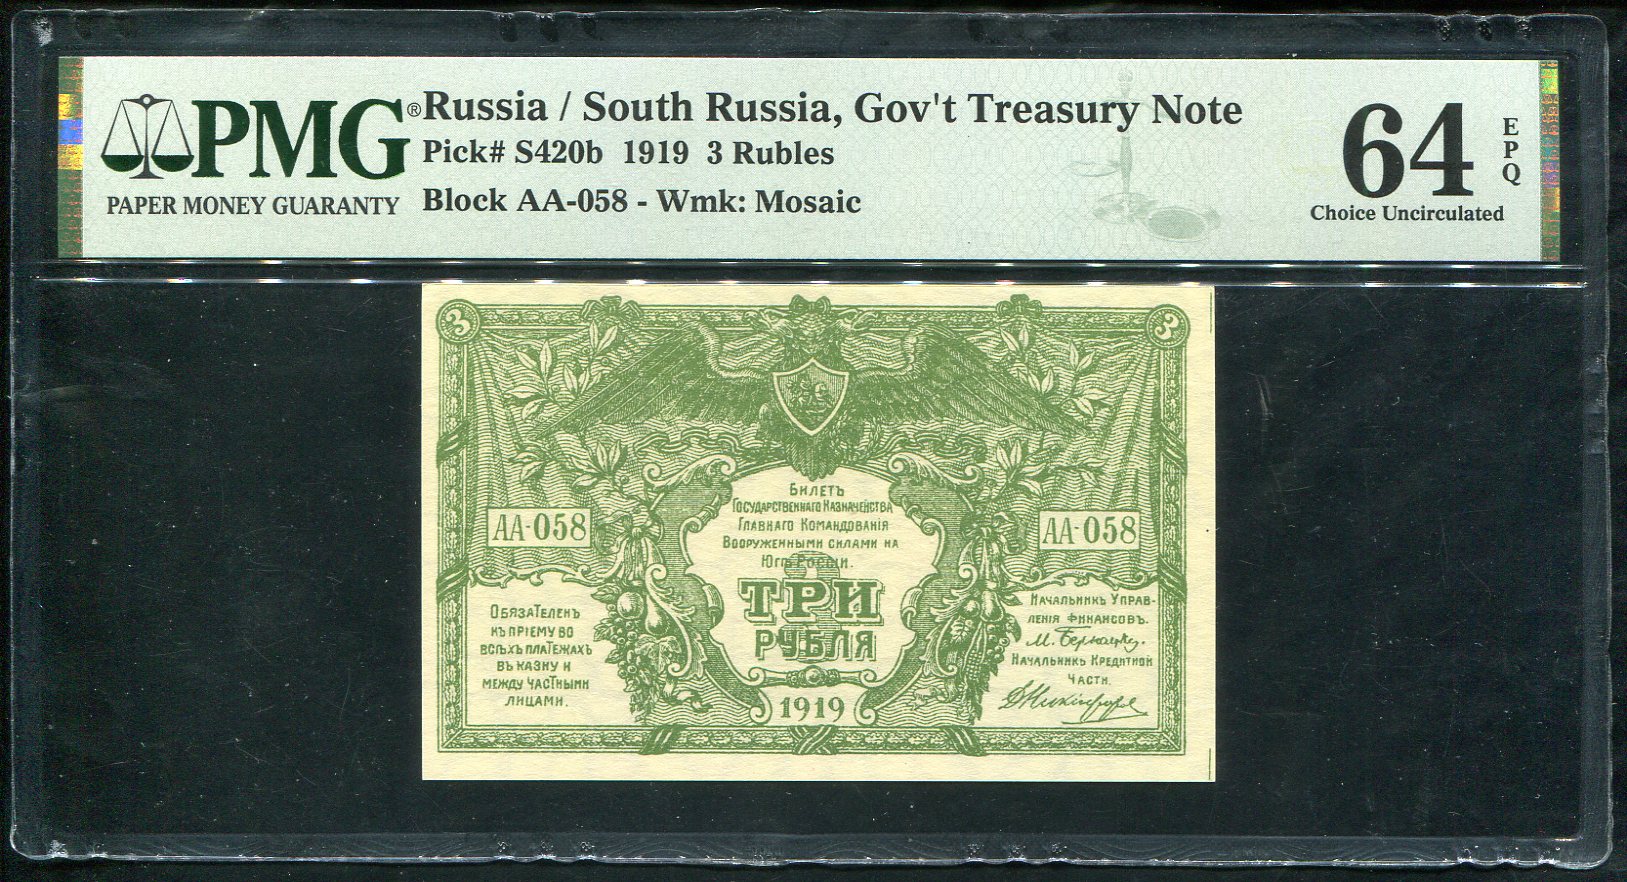 PMG® Russia / South Russia, Gov't Treasury Note
Pick# S420b 1919 3 Rubles
PAPER MONEY GUARANTY
Block AA-058 - Wmk: Mosaic
64
EPQ
Choice Uncirculated
3
3
Билетъ
Государственнаго Казначейства
Главнаго Командованія
Вооруженными силами на
Югѣ Россіи.
АА-058
АА-058
ТРИ
РУБЛЯ
Обязателенъ
къ пріему во
всѣхъ платежахъ
въ казну и
между частными
лицами.
Начальникъ Управ-
ленія финансовъ.
М. Бернацкій.
Начальникъ Кредитной
части.
1919